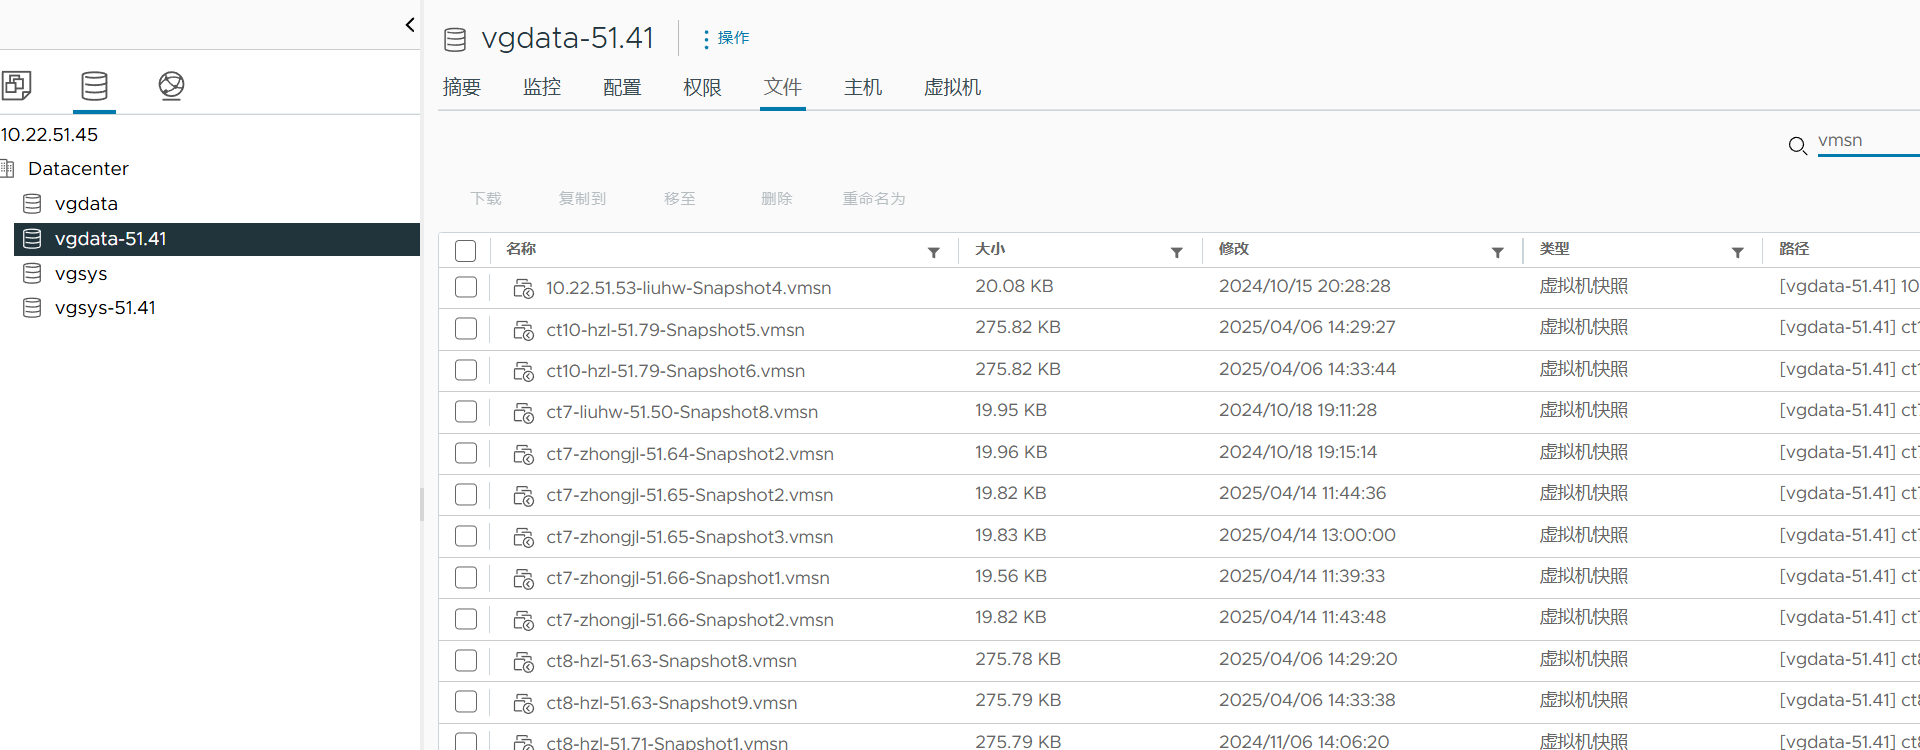 vgdata-51.41
操作
摘要 监控 配置 权限 文件 主机 虚拟机
10.22.51.45
Datacenter
vgdata
vgdata-51.41
vgsys
vgsys-51.41
vmsn
下载 复制到 移至 删除 重命名为
名称 大小 修改 类型 路径
10.22.51.53-liuhw-Snapshot4.vmsn 20.08 KB 2024/10/15 20:28:28 虚拟机快照 [vgdata-51.41] 10
ct10-hzl-51.79-Snapshot5.vmsn 275.82 KB 2025/04/06 14:29:27 虚拟机快照 [vgdata-51.41] ct1
ct10-hzl-51.79-Snapshot6.vmsn 275.82 KB 2025/04/06 14:33:44 虚拟机快照 [vgdata-51.41] ct1
ct7-liuhw-51.50-Snapshot8.vmsn 19.95 KB 2024/10/18 19:11:28 虚拟机快照 [vgdata-51.41] ct7
ct7-zhongjl-51.64-Snapshot2.vmsn 19.96 KB 2024/10/18 19:15:14 虚拟机快照 [vgdata-51.41] ct7
ct7-zhongjl-51.65-Snapshot2.vmsn 19.82 KB 2025/04/14 11:44:36 虚拟机快照 [vgdata-51.41] ct7
ct7-zhongjl-51.65-Snapshot3.vmsn 19.83 KB 2025/04/14 13:00:00 虚拟机快照 [vgdata-51.41] ct7
ct7-zhongjl-51.66-Snapshot1.vmsn 19.56 KB 2025/04/14 11:39:33 虚拟机快照 [vgdata-51.41] ct7
ct7-zhongjl-51.66-Snapshot2.vmsn 19.82 KB 2025/04/14 11:43:48 虚拟机快照 [vgdata-51.41] ct7
ct8-hzl-51.63-Snapshot8.vmsn 275.78 KB 2025/04/06 14:29:20 虚拟机快照 [vgdata-51.41] ct8
ct8-hzl-51.63-Snapshot9.vmsn 275.79 KB 2025/04/06 14:33:38 虚拟机快照 [vgdata-51.41] ct8
ct8-hzl-51.71-Snapshot1.vmsn 275.79 KB 2024/11/06 14:06:20 虚拟机快照 [vgdata-51.41] ct8